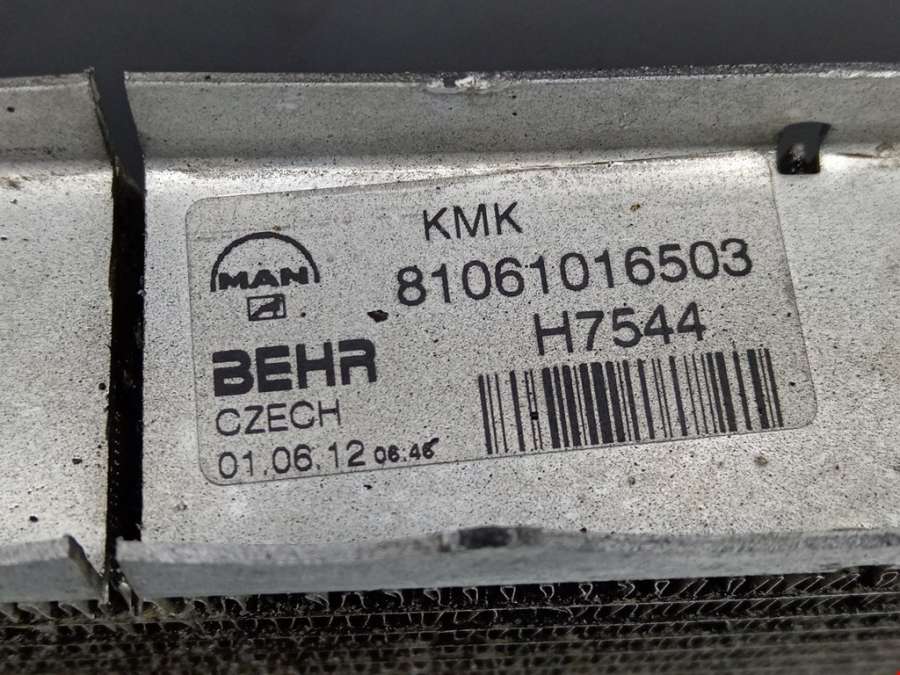 KMK
MAN
81061016503
H7544
BEHR
CZECH
01.06.12 06:46